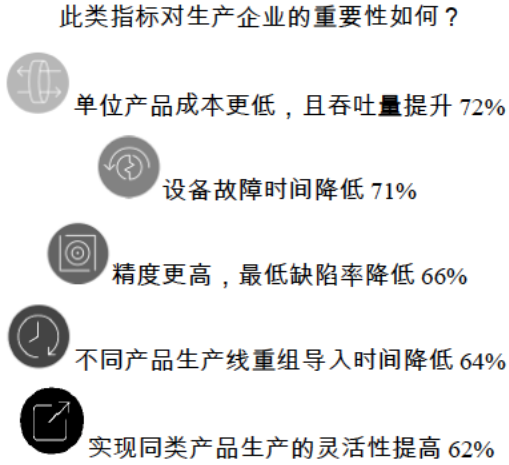 此类指标对生产企业的重要性如何？
单位产品成本更低，且吞吐量提升 72%
设备故障时间降低 71%
精度更高，最低缺陷率降低 66%
不同产品生产线重组导入时间降低 64%
实现同类产品生产的灵活性提高 62%